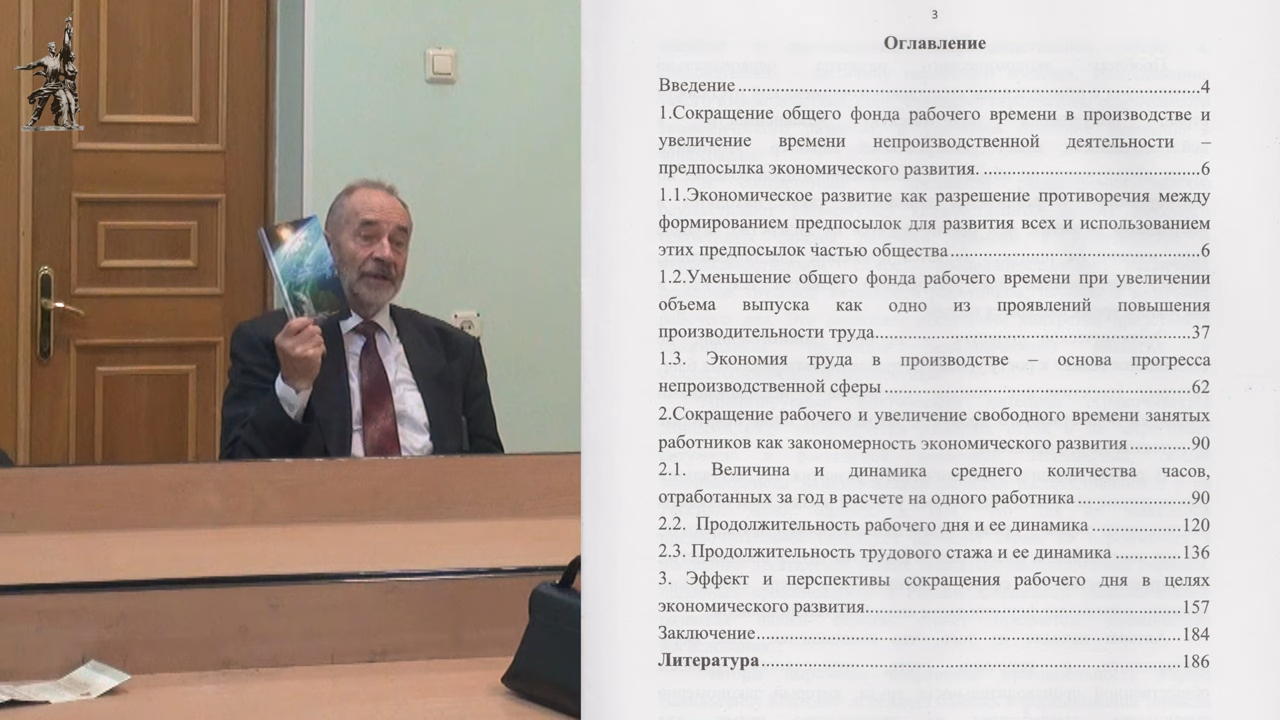 3
Оглавление
Введение....................4
1.Сокращение общего фонда рабочего времени в производстве и
увеличение времени непроизводственной деятельности –
предпосылка экономического развития. ....................6
1.1.Экономическое развитие как разрешение противоречия между
формированием предпосылок для развития всех и использованием
этих предпосылок частью общества....................6
1.2.Уменьшение общего фонда рабочего времени при увеличении
объема выпуска как одно из проявлений повышения
производительности труда....................37
1.3. Экономия труда в производстве – основа прогресса
непроизводственной сферы....................62
2.Сокращение рабочего и увеличение свободного времени занятых
работников как закономерность экономического развития....................90
2.1. Величина и динамика среднего количества часов,
отработанных за год в расчете на одного работника....................90
2.2. Продолжительность рабочего дня и ее динамика....................120
2.3. Продолжительность трудового стажа и ее динамика....................136
3. Эффект и перспективы сокращения рабочего дня в целях
экономического развития....................157
Заключение....................184
Литература....................186